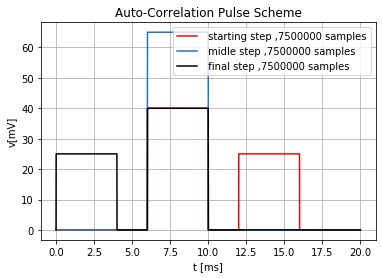 Auto-Correlation Pulse Scheme
starting step ,7500000 samples
midle step ,7500000 samples
final step ,7500000 samples
v[mV]
60
50
40
30
20
10
0
0.0 2.5 5.0 7.5 10.0 12.5 15.0 17.5 20.0
t [ms]